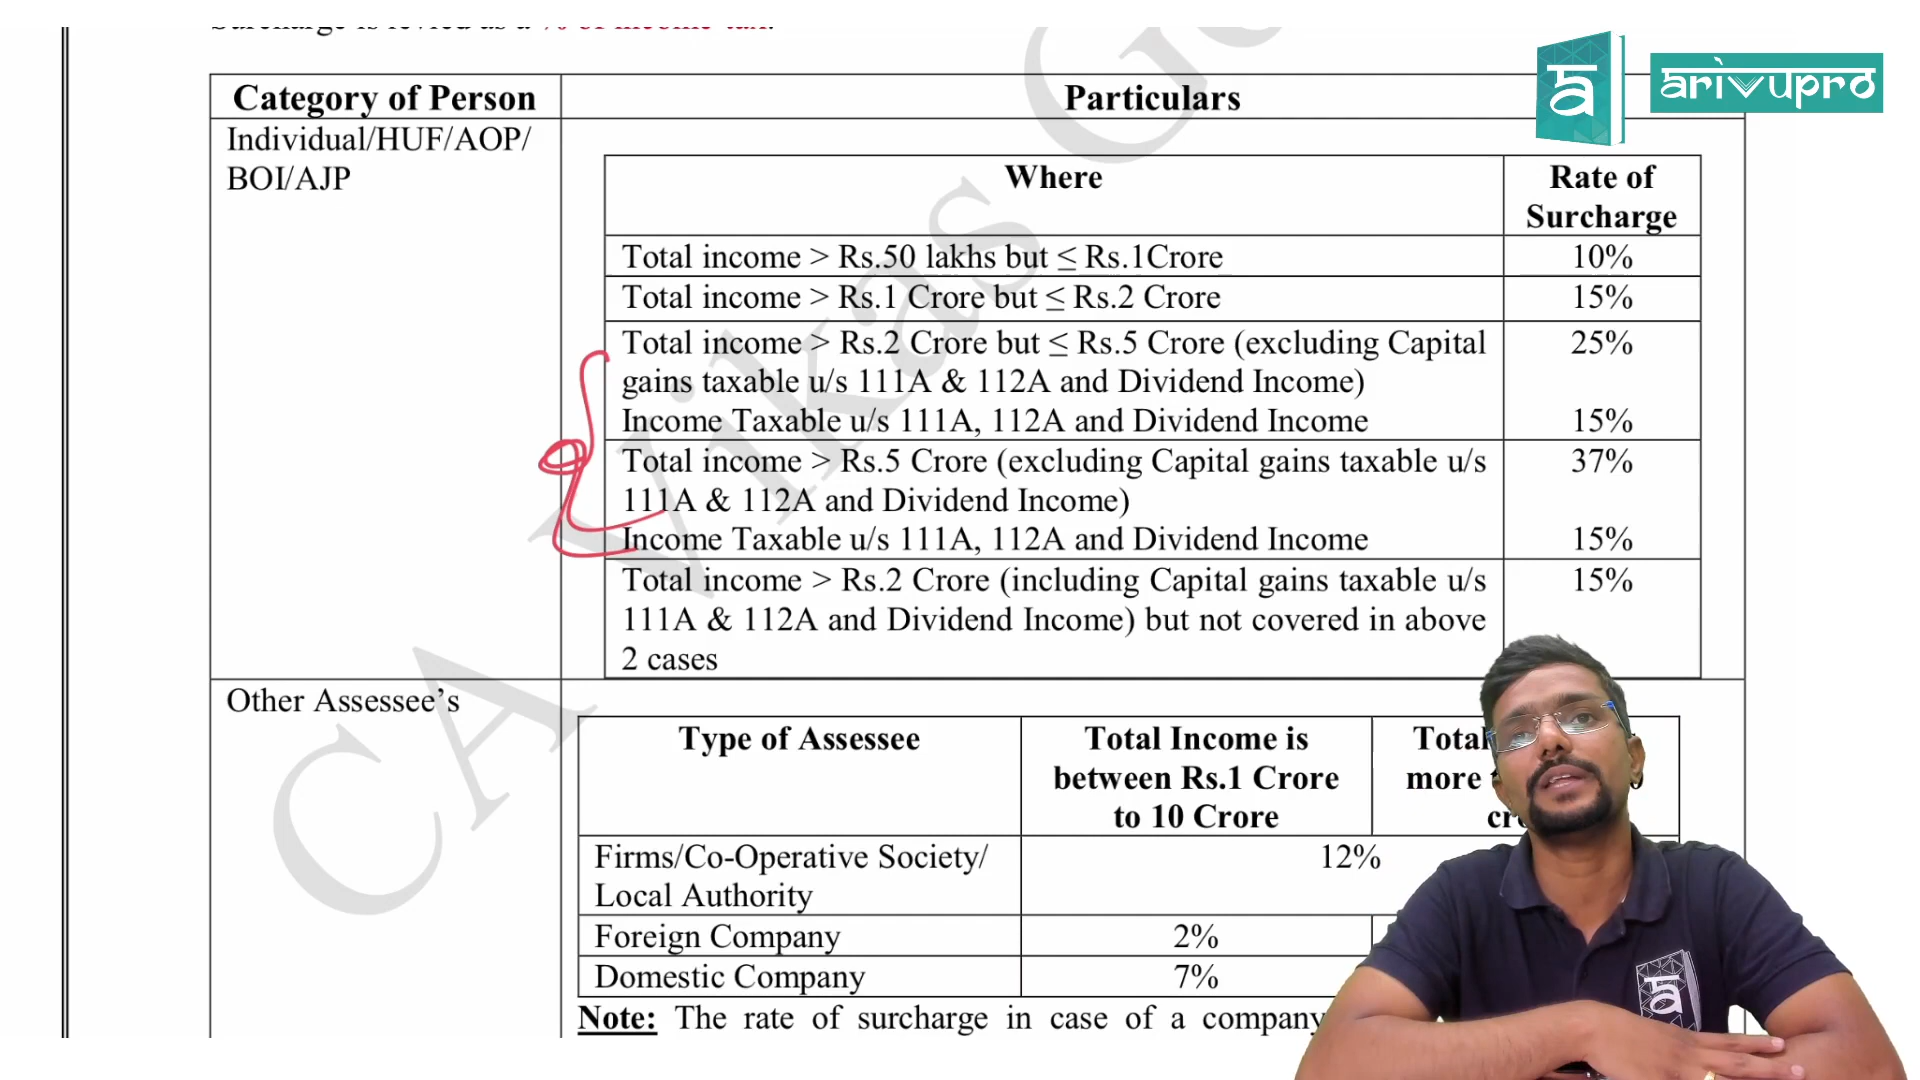 % of income tax.
arivupro
Category of Person
Particulars
Individual/HUF/AOP/
BOI/AJP
Where
Rate of
Surcharge
Total income > Rs.50 lakhs but ≤ Rs.1Crore
10%
Total income > Rs.1 Crore but ≤ Rs.2 Crore
15%
Total income > Rs.2 Crore but ≤ Rs.5 Crore (excluding Capital
25%
gains taxable u/s 111A & 112A and Dividend Income)
Income Taxable u/s 111A, 112A and Dividend Income
15%
Total income > Rs.5 Crore (excluding Capital gains taxable u/s
37%
111A & 112A and Dividend Income)
Income Taxable u/s 111A, 112A and Dividend Income
15%
Total income > Rs.2 Crore (including Capital gains taxable u/s
15%
111A & 112A and Dividend Income) but not covered in above
2 cases
Other Assessee’s
Type of Assessee
Total Income is
between Rs.1 Crore
to 10 Crore
Total
more
Firms/Co-Operative Society/
Local Authority
12%
Foreign Company
2%
Domestic Company
7%
Note: The rate of surcharge in case of a company
CA Vikas